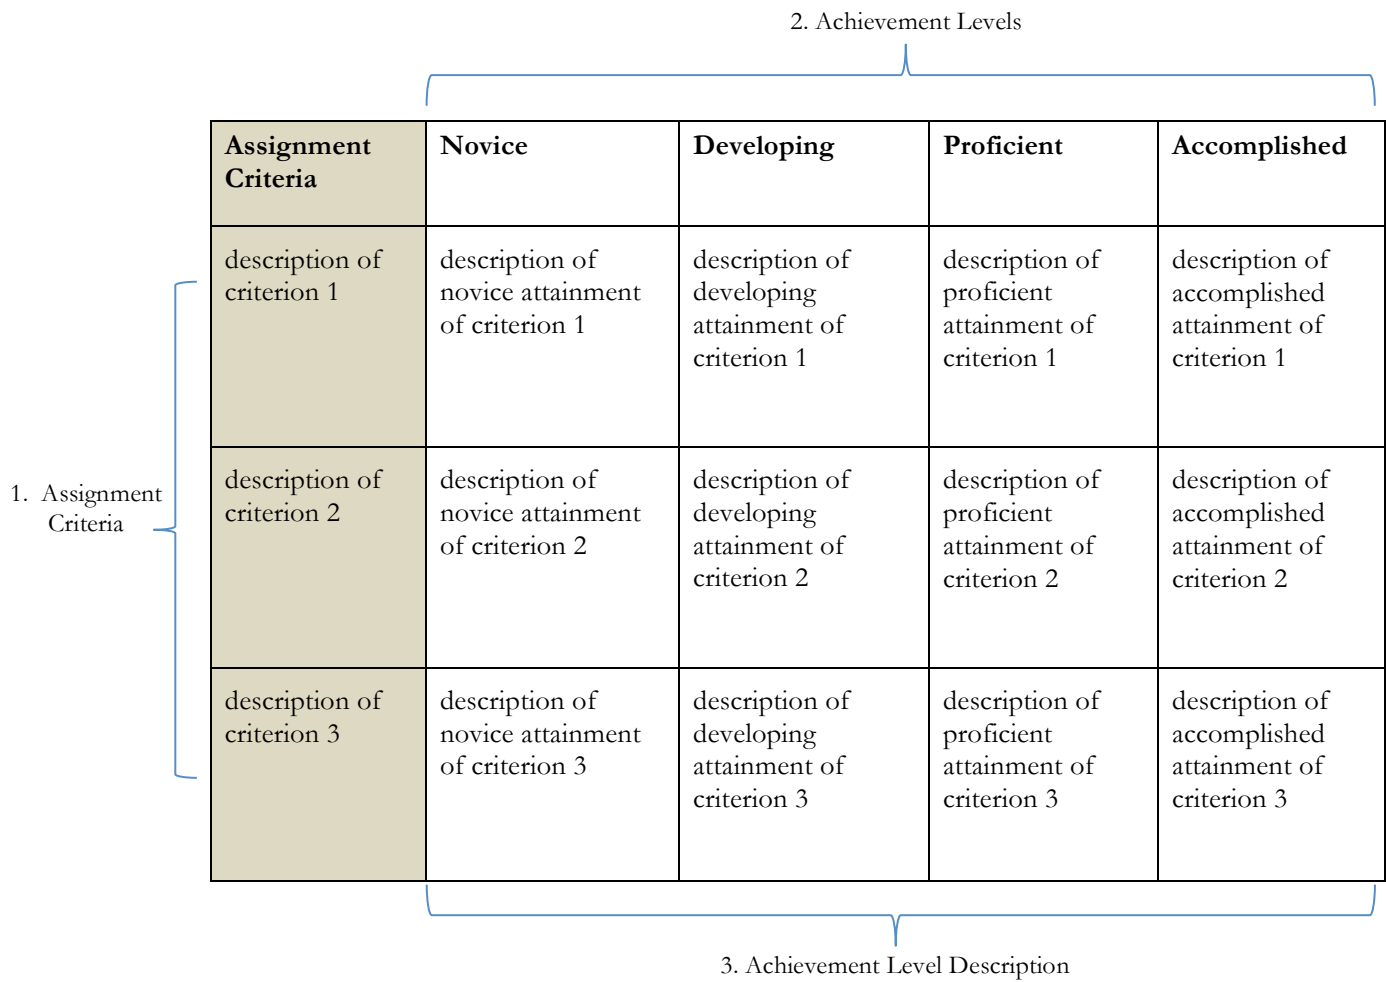 2. Achievement Levels
Assignment
Criteria
Novice
Developing
Proficient
Accomplished
description of
criterion 1
description of
novice attainment
of criterion 1
description of
developing
attainment of
criterion 1
description of
proficient
attainment of
criterion 1
description of
accomplished
attainment of
criterion 1
1. Assignment
Criteria
description of
criterion 2
description of
novice attainment
of criterion 2
description of
developing
attainment of
criterion 2
description of
proficient
attainment of
criterion 2
description of
accomplished
attainment of
criterion 2
description of
criterion 3
description of
novice attainment
of criterion 3
description of
developing
attainment of
criterion 3
description of
proficient
attainment of
criterion 3
description of
accomplished
attainment of
criterion 3
3. Achievement Level Description